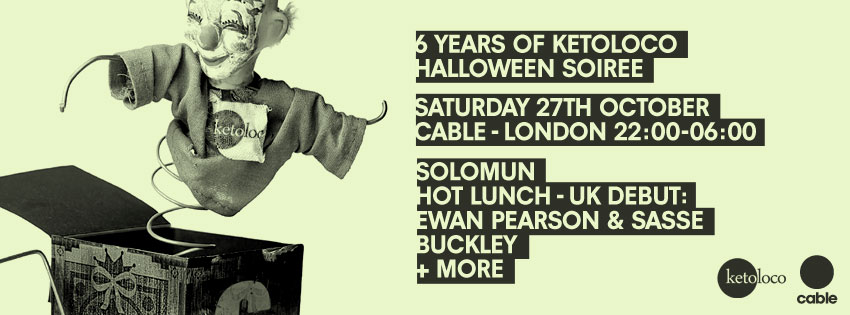 6 YEARS OF KETOLOCO
HALLOWEEN SOIREE
SATURDAY 27TH OCTOBER
CABLE - LONDON 22:00-06:00
SOLOMUN
HOT LUNCH - UK DEBUT:
EWAN PEARSON & SASSE
BUCKLEY
+ MORE
ketoloco
ketoloco
cable